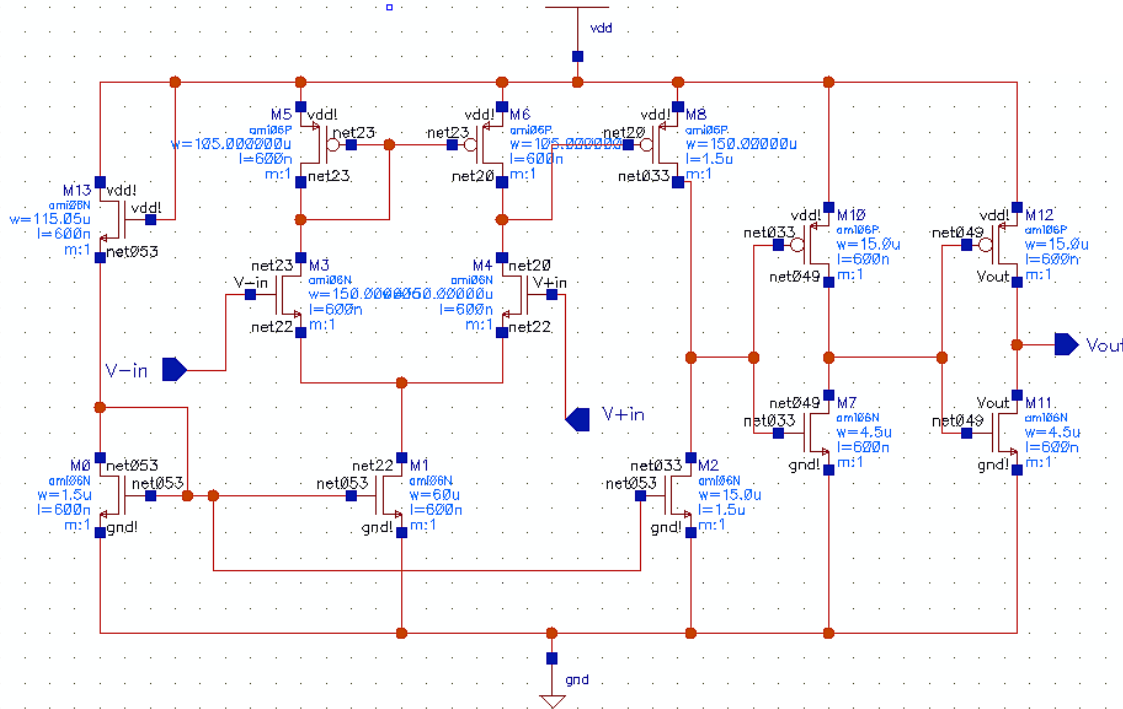 vdd
M5
vdd!
ami06P
w=105.000000u
l=600n
m:1
net23
net23
M6
vdd!
ami06P
l=600n
m:1
net23
net20
M8
vdd!
ami06P
w=150.00000u
l=1.5u
m:1
net20
net033
M13
vdd!
ami06N
w=115.05u
l=600n
m:1
vdd!
net053
net23
M3
ami06N
l=600n
m:1
V-in
net22
M4
net20
ami06N
l=600n
m:1
V+in
net22
M10
vdd!
ami06P
w=15.0u
l=600n
m:1
net033
net049
M12
vdd!
ami06P
w=15.0u
l=600n
m:1
net049
Vout
Vout
V-in
V+in
net049
M7
ami06N
w=4.5u
l=600n
m:1
net033
gnd!
Vout
M11
ami06N
w=4.5u
l=600n
m:1
net049
gnd!
M0
net053
ami06N
w=1.5u
l=600n
m:1
net053
gnd!
net22
M1
ami06N
w=60u
l=600n
m:1
net053
gnd!
net033
M2
ami06N
w=15.0u
l=1.5u
m:1
net053
gnd!
gnd